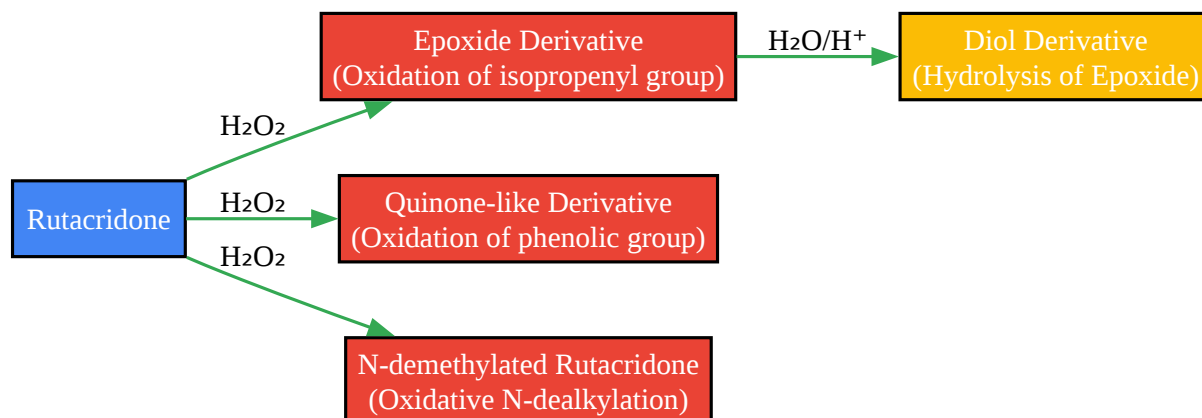 Epoxide Derivative
(Oxidation of isopropenyl group)
H₂O/H⁺
Diol Derivative
(Hydrolysis of Epoxide)
H₂O₂
Rutacridone
H₂O₂
Quinone-like Derivative
(Oxidation of phenolic group)
H₂O₂
N-demethylated Rutacridone
(Oxidative N-dealkylation)